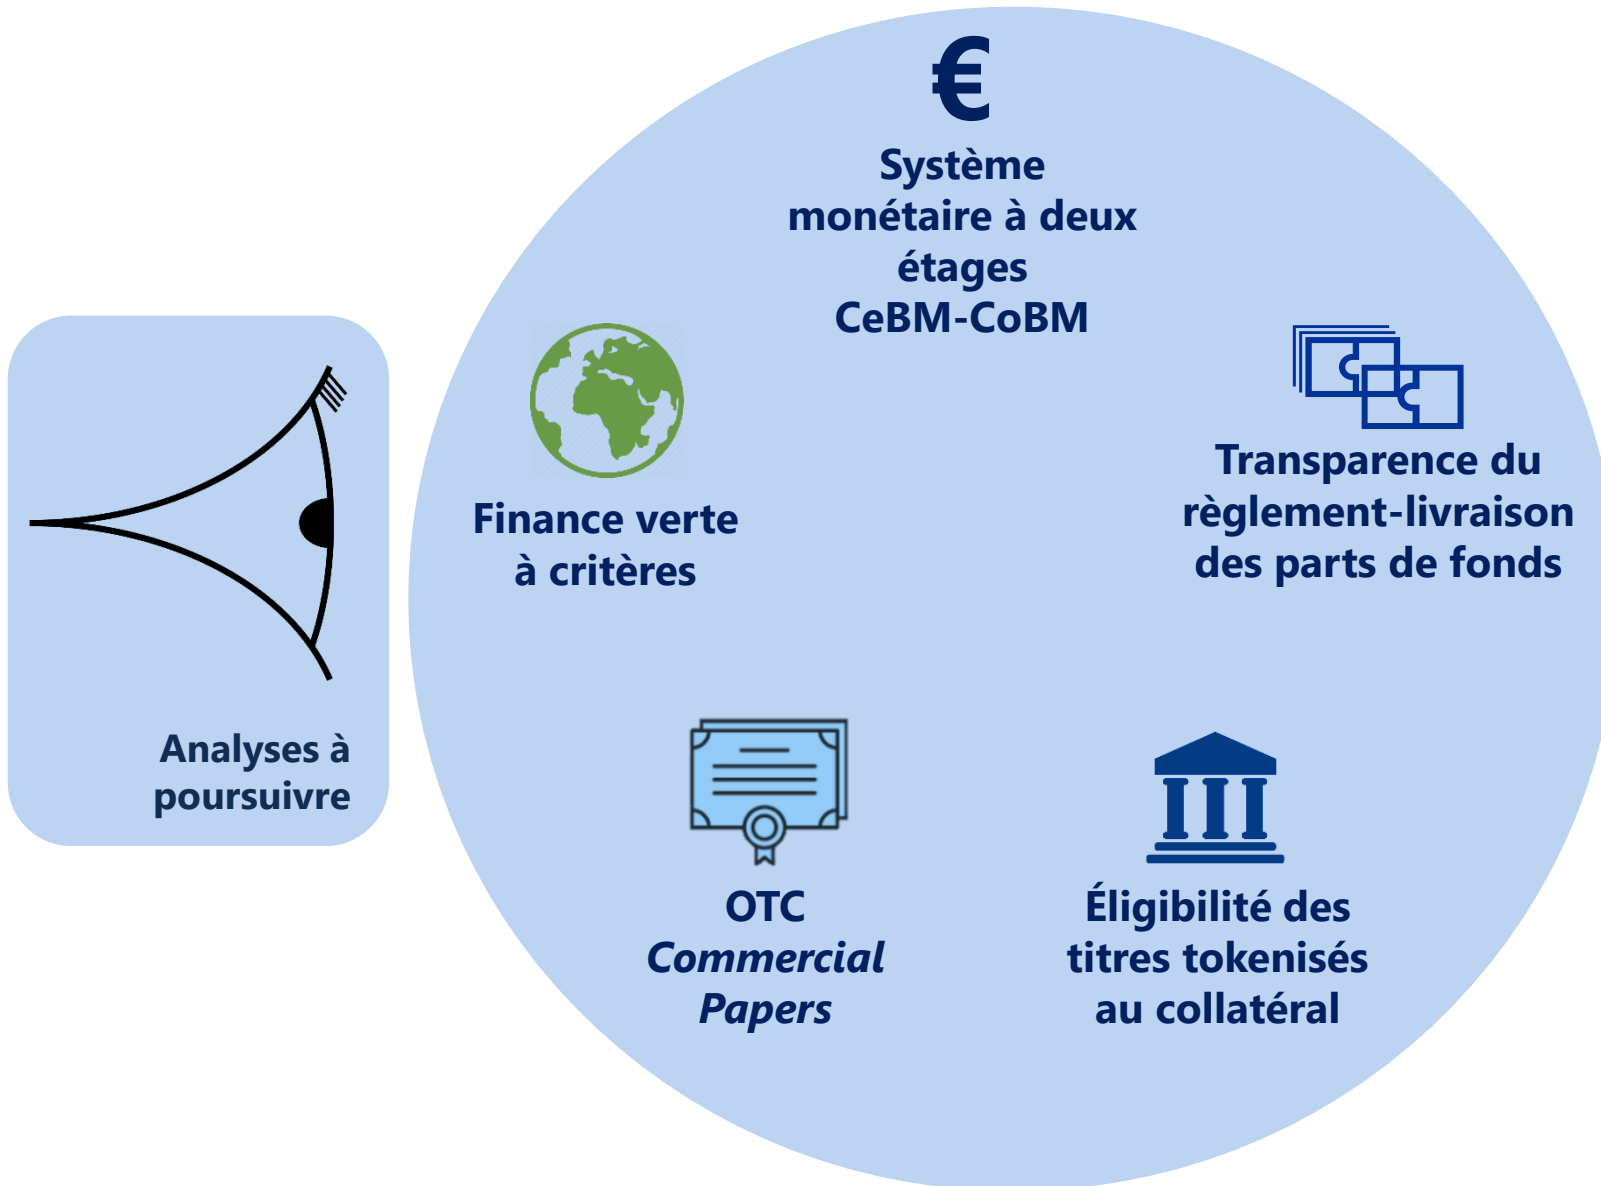 €
Système
monétaire à deux
étages
CeBM-CoBM
Finance verte
à critères
Transparence du
règlement-livraison
des parts de fonds
Analyses à
poursuivre
OTC
Commercial
Papers
Éligibilité des
titres tokenisés
au collatéral